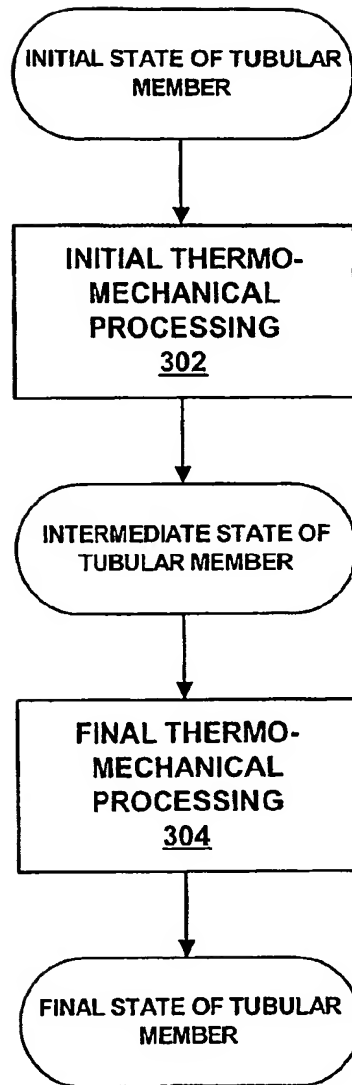 INITIAL STATE OF TUBULAR
MEMBER
INITIAL THERMO-
MECHANICAL
PROCESSING
302
INTERMEDIATE STATE OF
TUBULAR MEMBER
FINAL THERMO-
MECHANICAL
PROCESSING
304
FINAL STATE OF TUBULAR
MEMBER